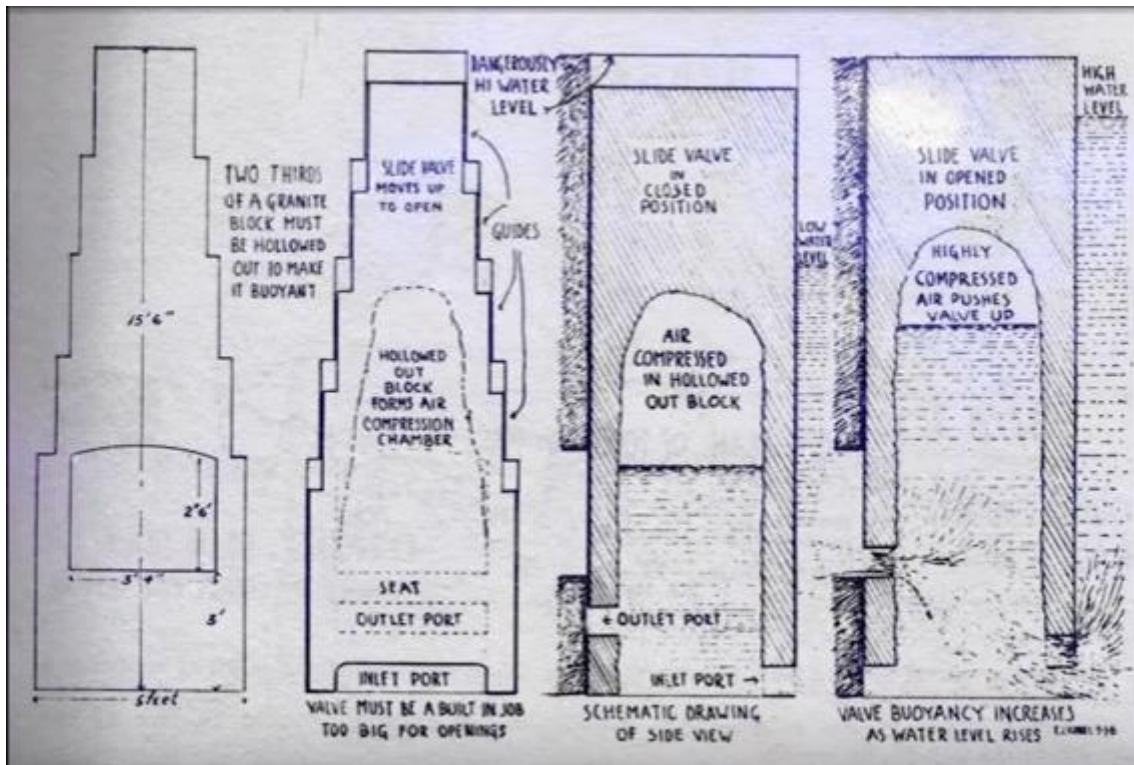 15'6"
2'6'
3'
TWO THIRDS
OF A GRANITE
BLOCK MUST
BE HOLLOWED
OUT TO MAKE
IT BUOYANT
SLIDE VALVE
MOVES UP
TO OPEN
GUIDES
HOLLOWED
OUT
BLOCK
FORMS AIR
COMPRESSION
CHAMBER
SEAT
OUTLET PORT
INLET PORT
VALVE MUST BE A BUILT IN JOB
TOO BIG FOR OPENINGS
DANGEROUSLY
HI WATER
LEVEL
SLIDE VALVE
IN
CLOSED
POSITION
LOW
WATER
LEVEL
AIR
COMPRESSED
IN HOLLOWED
OUT BLOCK
OUTLET PORT
INLET PORT
SCHEMATIC DRAWING
OF SIDE VIEW
HIGH
WATER
LEVEL
SLIDE VALVE
IN OPENED
POSITION
HIGHLY
COMPRESSED
AIR PUSHES
VALVE UP
VALVE BUOYANCY INCREASES
AS WATER LEVEL RISES